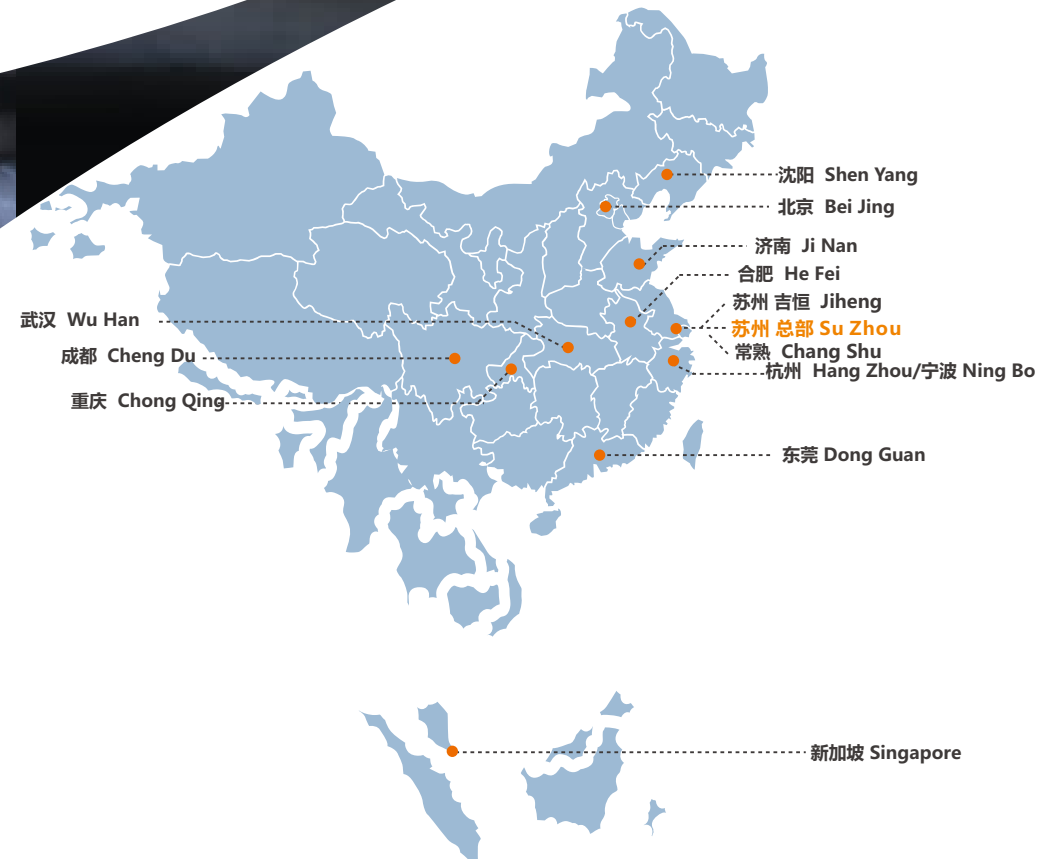 沈阳 Shen Yang
北京 Bei Jing
济南 Ji Nan
合肥 He Fei
苏州 吉恒 Jiheng
武汉 Wu Han
苏州 总部 Su Zhou
常熟 Chang Shu
成都 Cheng Du
杭州 Hang Zhou/宁波 Ning Bo
重庆 Chong Qing
东莞 Dong Guan
新加坡 Singapore